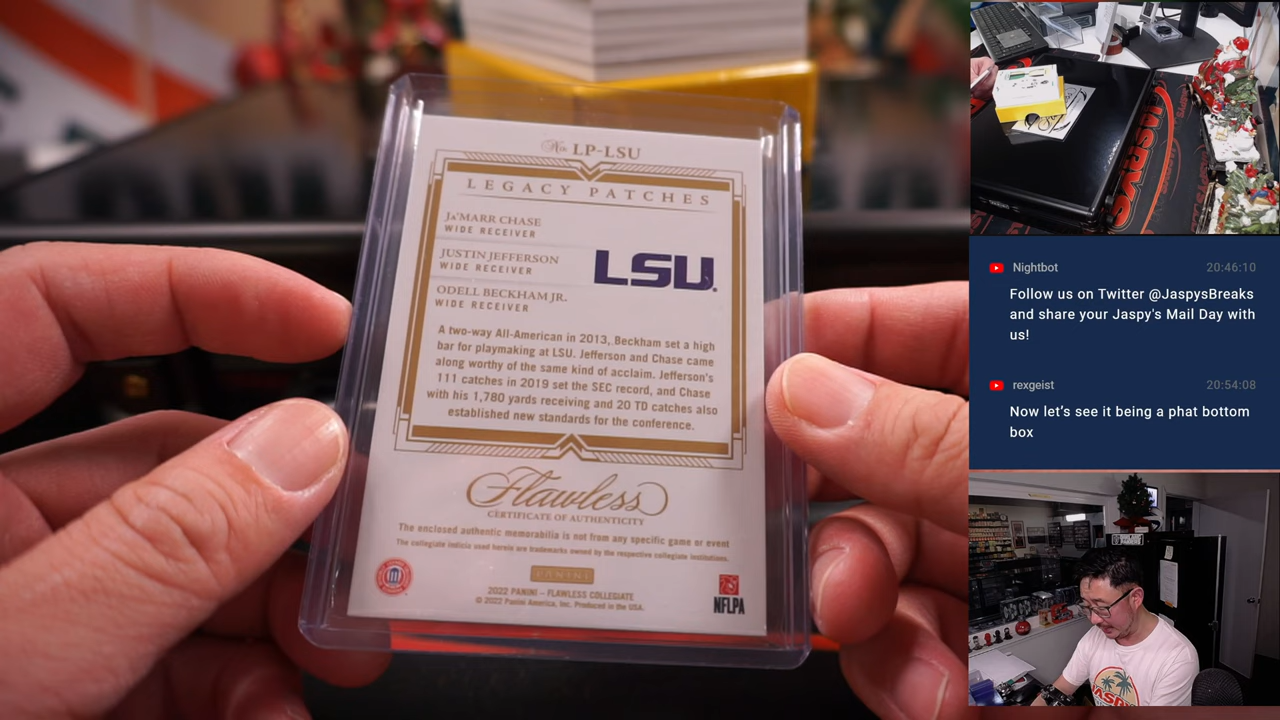 No. LP-LSU
LEGACY PATCHES
JA'MARR CHASE
WIDE RECEIVER
JUSTIN JEFFERSON
WIDE RECEIVER
ODELL BECKHAM JR.
WIDE RECEIVER
LSU
A two-way All-American in 2013, Beckham set a high
bar for playmaking at LSU. Jefferson and Chase came
along worthy of the same kind of acclaim. Jefferson's
111 catches in 2019 set the SEC record, and Chase
with his 1,780 yards receiving and 20 TD catches also
established new standards for the conference.
Flawless
CERTIFICATE OF AUTHENTICITY
The enclosed authentic memorabilia is not from any specific game or event
The collegiate indicia used herein are trademarks owned by the respective collegiate institutions.
PANINI
2022 PANINI – FLAWLESS COLLEGIATE
© 2022 Panini America, Inc. Produced in the USA.
NFLPA
JASPYS
Nightbot 20:46:10
Follow us on Twitter @JaspysBreaks
and share your Jaspy's Mail Day with
us!
rexgeist 20:54:08
Now let's see it being a phat bottom
box